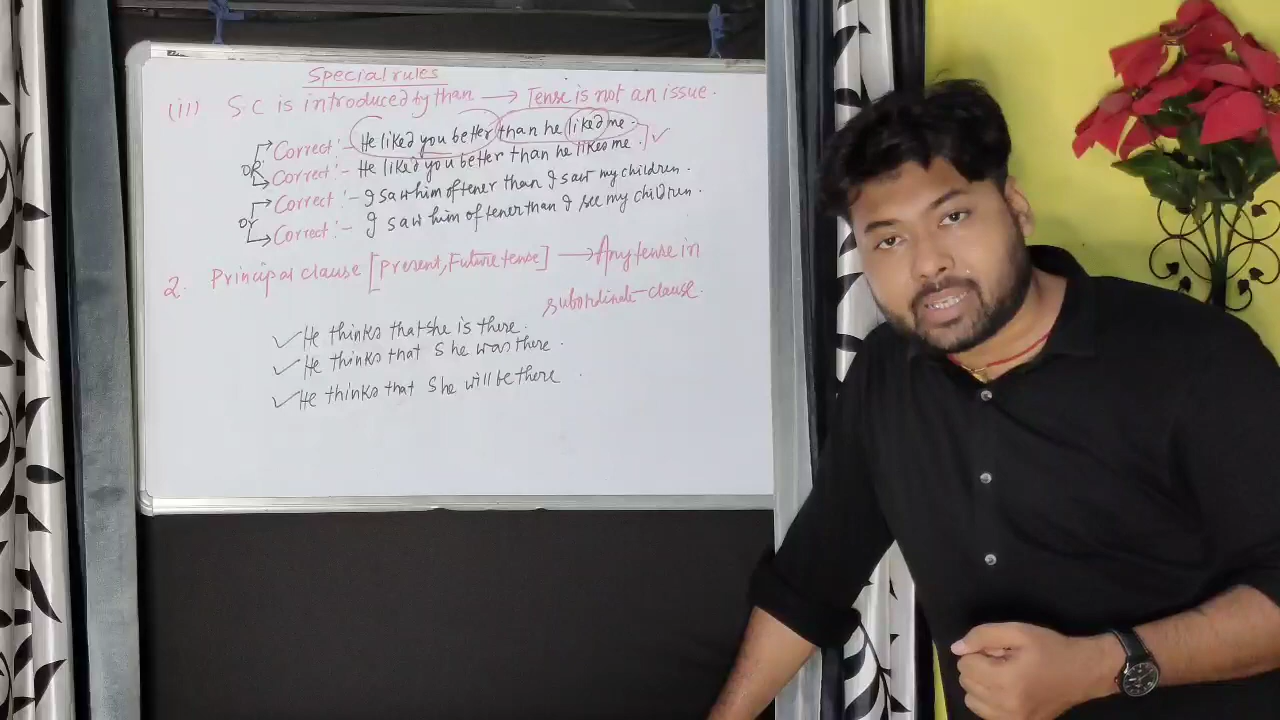 Special rules
(iii) SC is introduced by than → Tense is not an issue.
OR Correct :- He liked you better than he liked me.
Correct :- He liked you better than he likes me.
OR Correct :- I saw him oftener than I saw my children.
Correct :- I saw him oftener than I see my children.
2. Principal clause [Present, Future tense] → Any tense in
subordinate clause.
✓ He thinks that she is there.
✓ He thinks that She was there.
✓ He thinks that She will be there